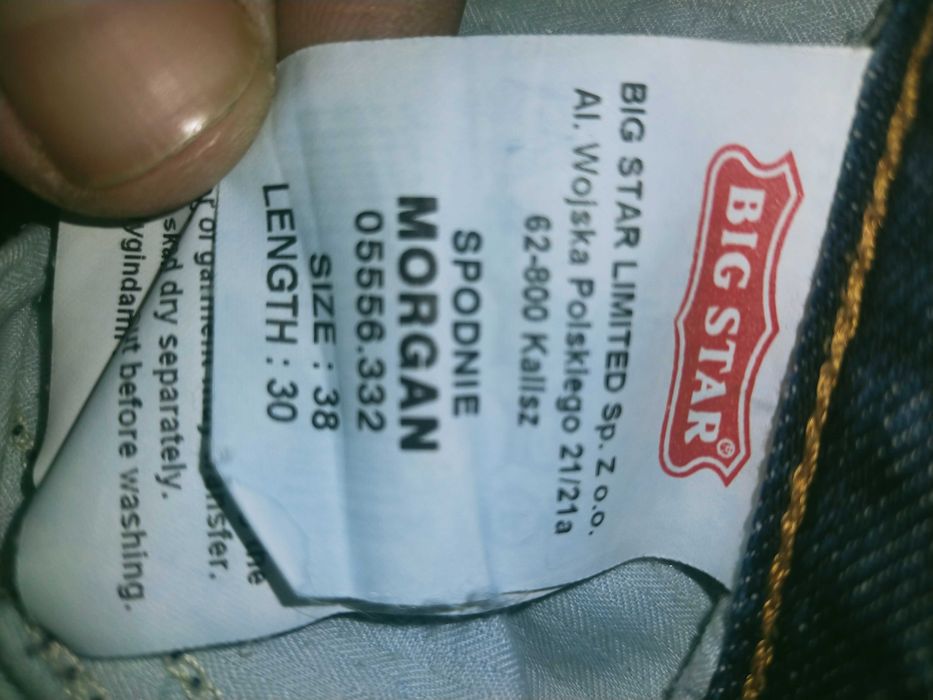 BIG STAR®
BIG STAR LIMITED Sp. Z o.o.
Al. Wojska Polskiego 21/21a
62-800 Kalisz
SPODNIE
MORGAN
05556.332
SIZE : 38
LENGTH : 30
dry separately.
before washing.